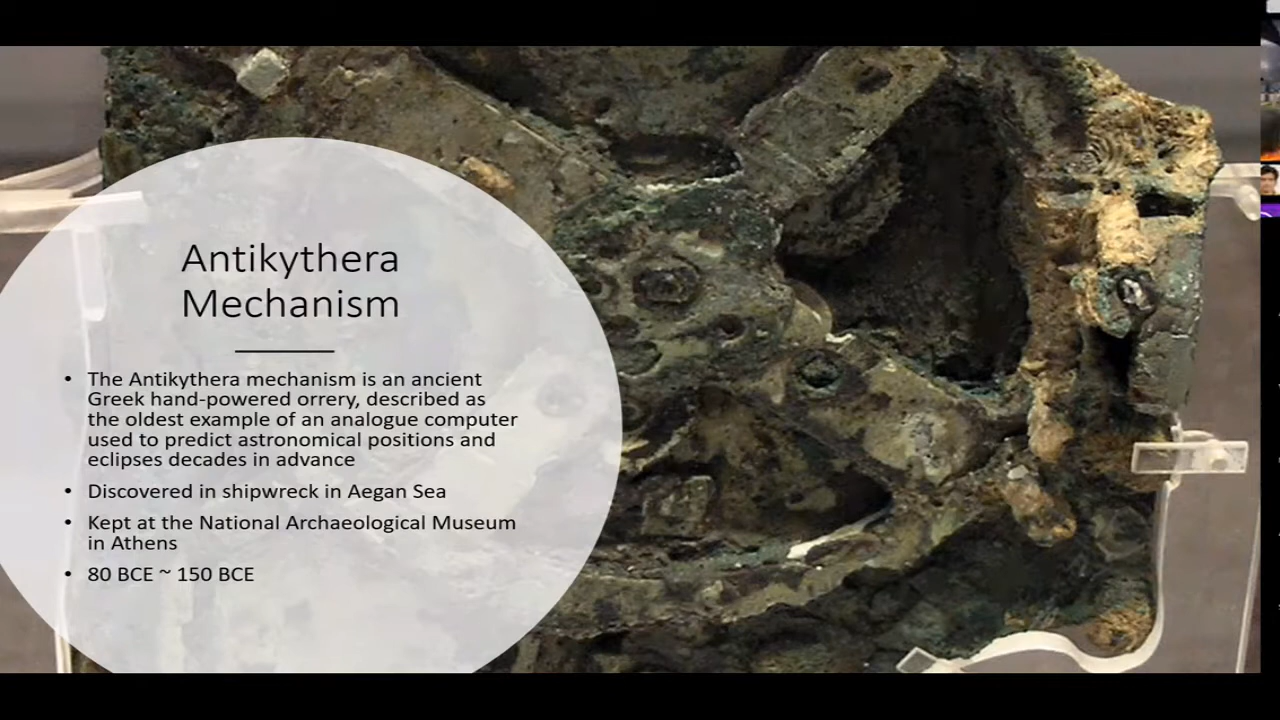 Antikythera
Mechanism
• The Antikythera mechanism is an ancient
Greek hand-powered orrery, described as
the oldest example of an analogue computer
used to predict astronomical positions and
eclipses decades in advance
• Discovered in shipwreck in Aegan Sea
• Kept at the National Archaeological Museum
in Athens
• 80 BCE ~ 150 BCE